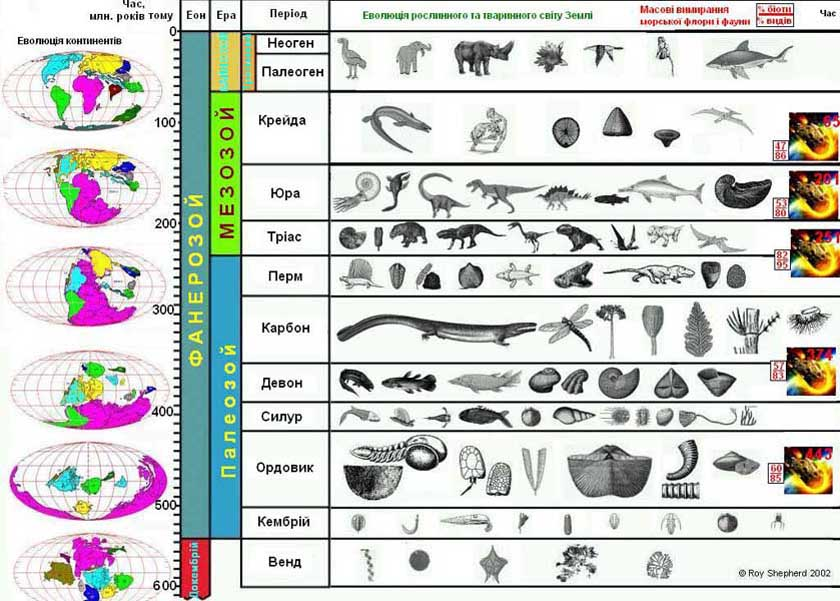 Час,
млн. років тому
Еон
Ера
Період
Еволюція рослинного та тваринного світу Землі
Масові вимирання
морської флори і фауни
% біоти
% видів
Час
Еволюція континентів
0
100
200
300
400
500
600
ФАНЕРОЗОЙ
Докембрій
МЕЗОЗОЙ
Палеозой
Неоген
Палеоген
Крейда
65
47
86
Юра
201
53
80
Тріас
251
82
95
Перм
Карбон
374
57
83
Девон
Силур
Ордовик
445
60
85
Кембрій
Венд
© Roy Shepherd 2002